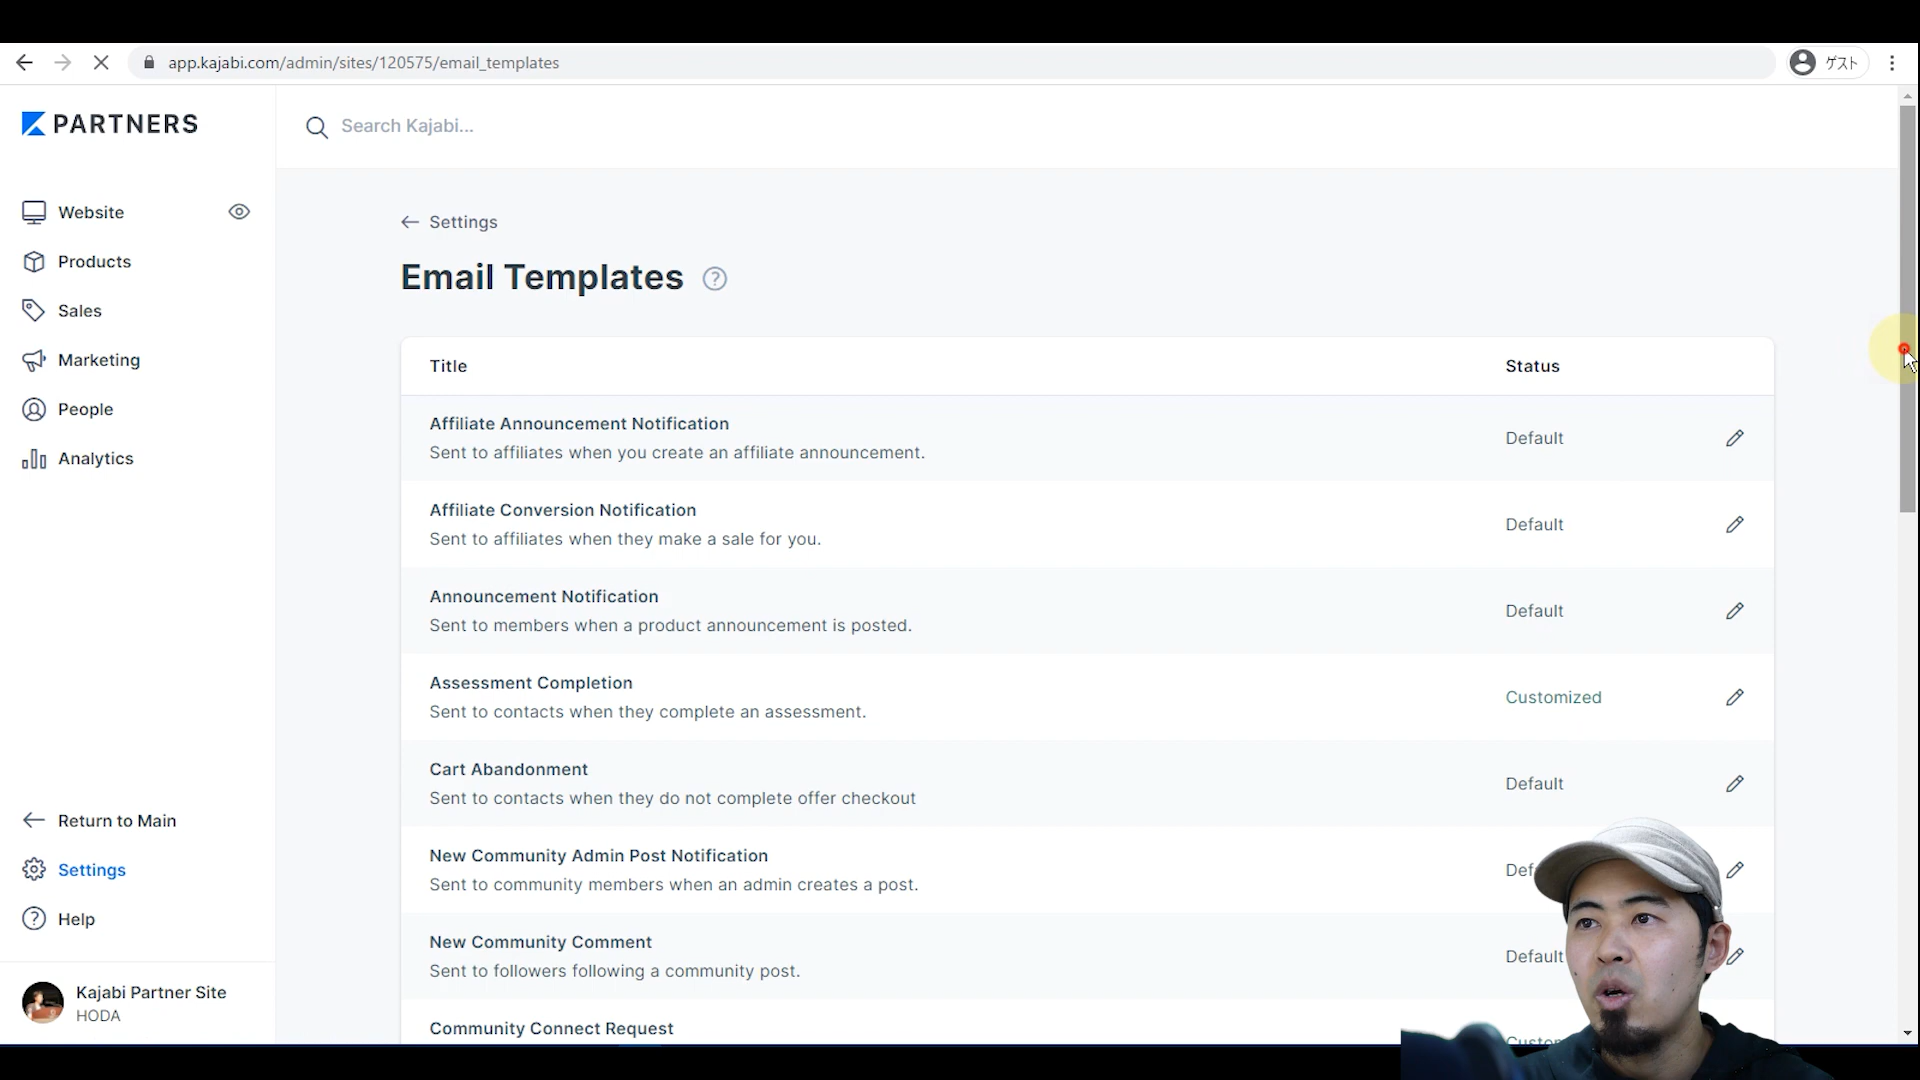 app.kajabi.com/admin/sites/120575/email_templates
ゲスト
PARTNERS
Search Kajabi...
Website
Products
Sales
Marketing
People
Analytics
Return to Main
Settings
Help
Kajabi Partner Site
HODA
Settings
Email Templates
Title
Status
Affiliate Announcement Notification
Sent to affiliates when you create an affiliate announcement.
Default
Affiliate Conversion Notification
Sent to affiliates when they make a sale for you.
Default
Announcement Notification
Sent to members when a product announcement is posted.
Default
Assessment Completion
Sent to contacts when they complete an assessment.
Customized
Cart Abandonment
Sent to contacts when they do not complete offer checkout
Default
New Community Admin Post Notification
Sent to community members when an admin creates a post.
New Community Comment
Sent to followers following a community post.
Default
Community Connect Request